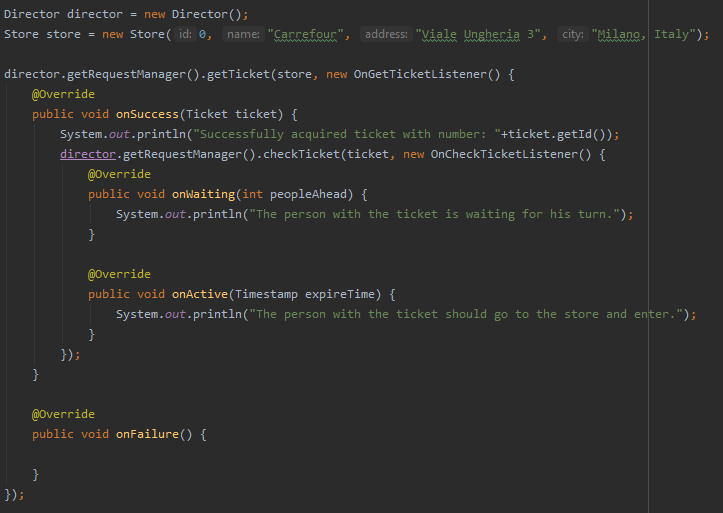 Director director = new Director();
Store store = new Store( id: 0, name: "Carrefour", address: "Viale Ungheria 3", city: "Milano, Italy");
director.getRequestManager().getTicket(store, new OnGetTicketListener() {
@Override
public void onSuccess(Ticket ticket) {
System.out.println("Successfully acquired ticket with number: "+ticket.getId());
director.getRequestManager().checkTicket(ticket, new OnCheckTicketListener() {
@Override
public void onWaiting(int peopleAhead) {
System.out.println("The person with the ticket is waiting for his turn.");
}
@Override
public void onActive(Timestamp expireTime) {
System.out.println("The person with the ticket should go to the store and enter.");
}
});
}
@Override
public void onFailure() {
}
});